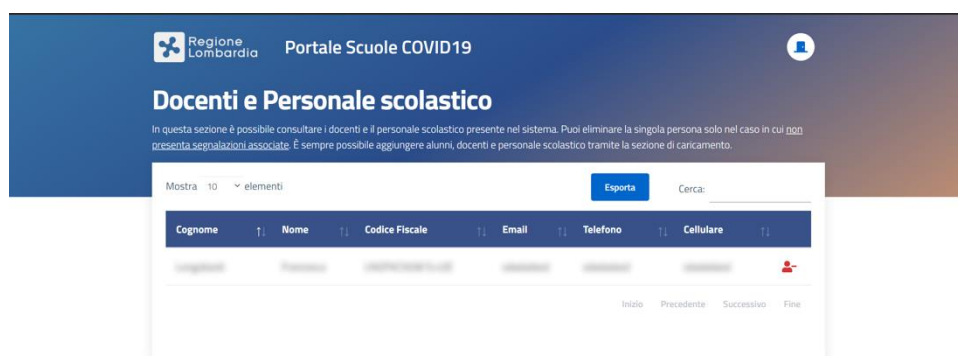 Regione
Lombardia
Portale Scuole COVID19
Docenti e Personale scolastico
In questa sezione è possibile consultare i docenti e il personale scolastico presente nel sistema. Puoi eliminare la singola persona solo nel caso in cui non
presenta segnalazioni associate. È sempre possibile aggiungere alunni, docenti e personale scolastico tramite la sezione di caricamento.
Mostra 10 elementi Esporta Cerca:
Cognome Nome Codice Fiscale Email Telefono Cellulare
Inizio Precedente Successivo Fine